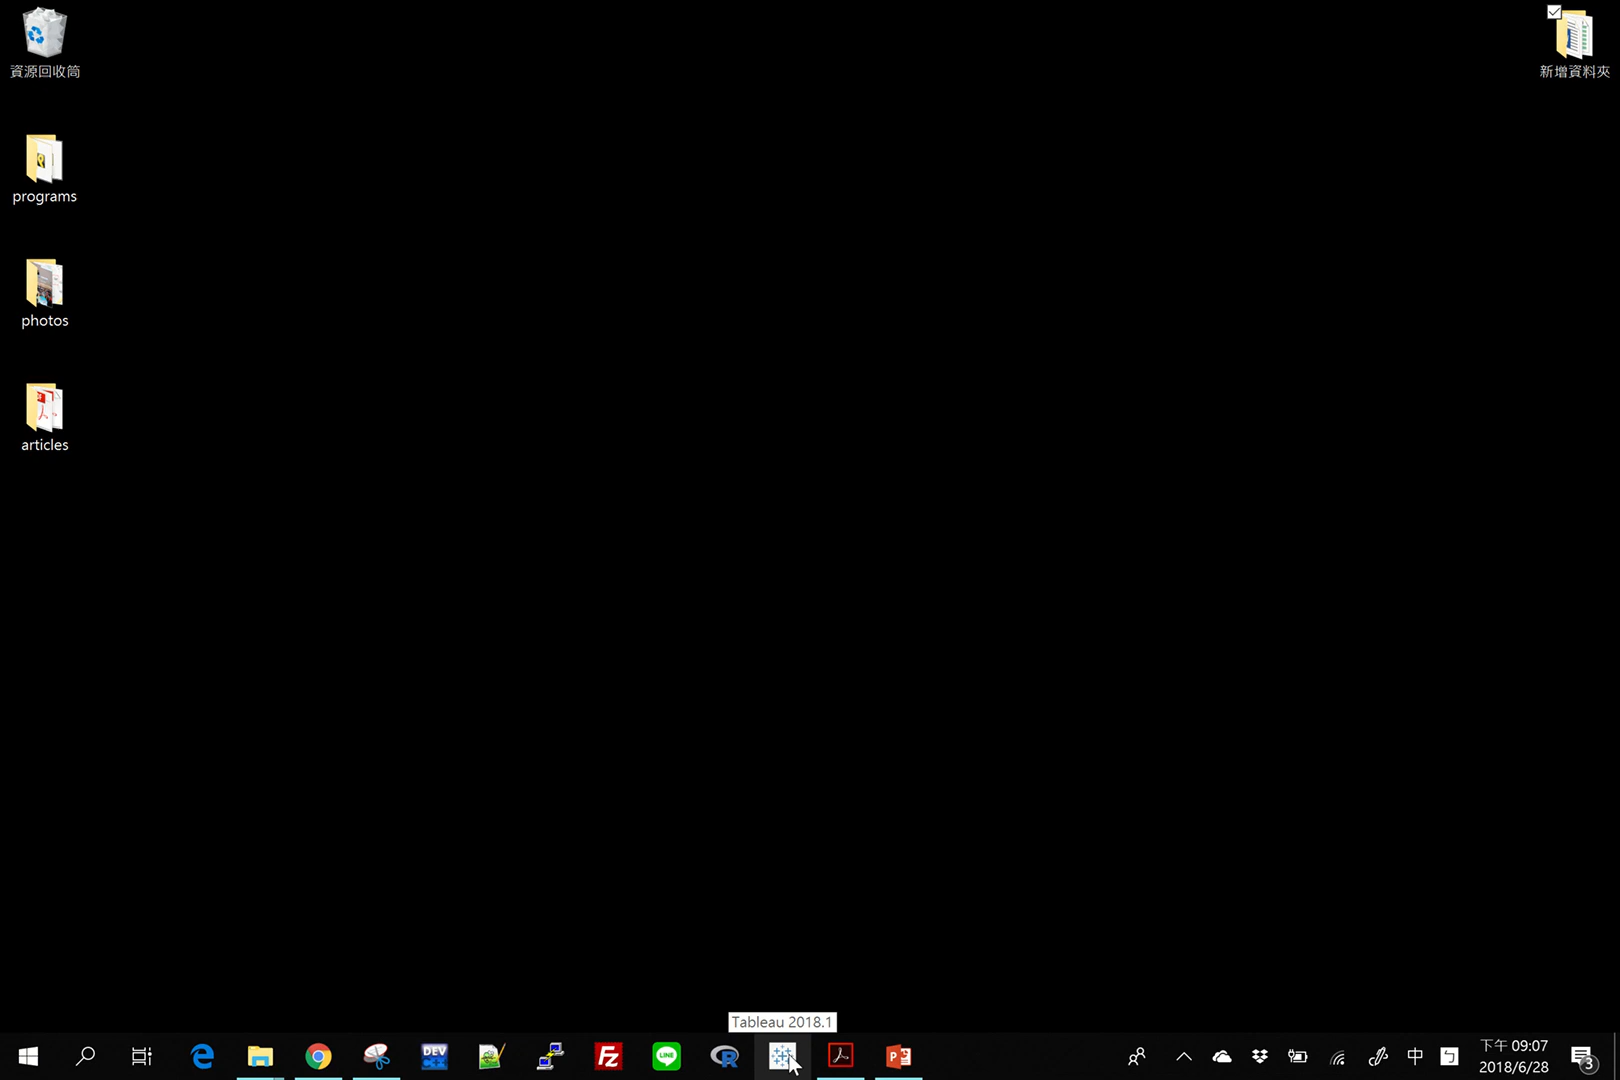 資源回收筒
新增資料夾
programs
photos
articles
Tableau 2018.1
DEV
LINE
中
ㄅ
下午 09:07
2018/6/28
3